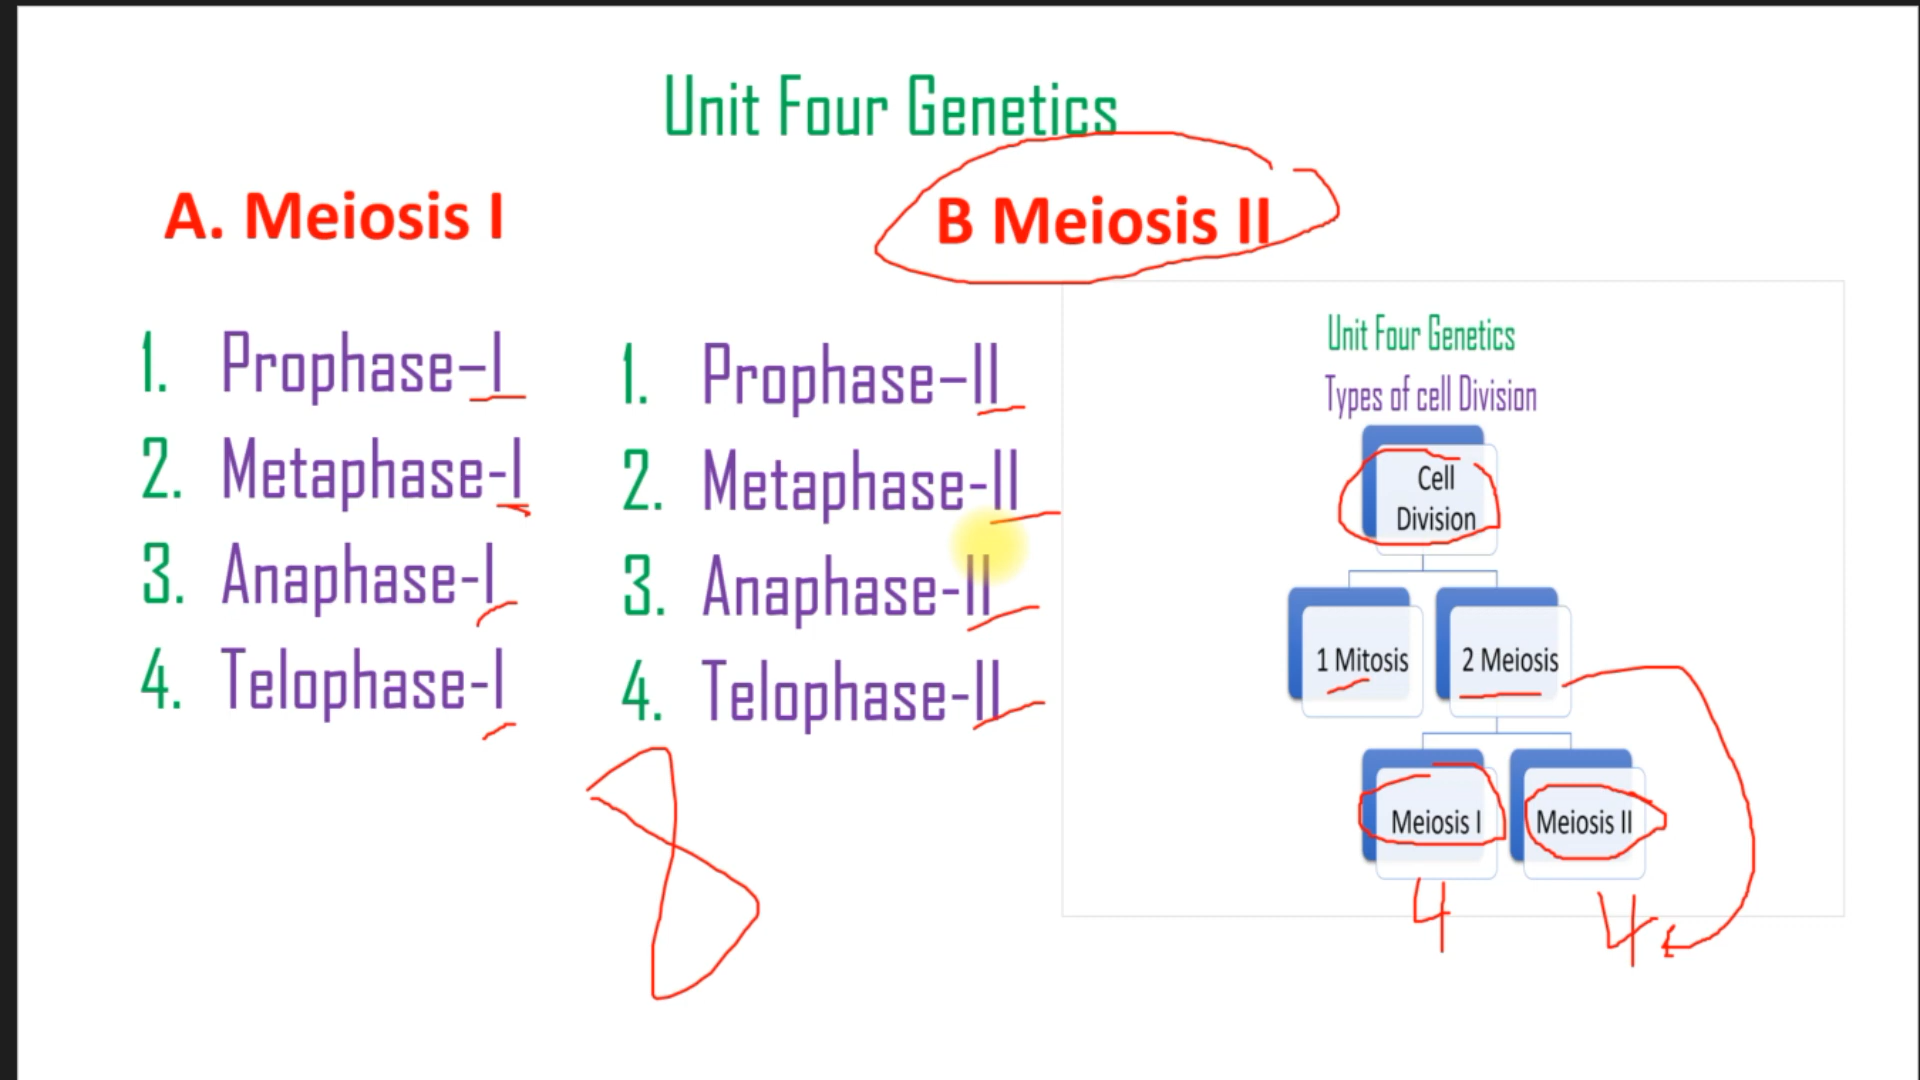 Unit Four Genetics
A. Meiosis I
1. Prophase–I
2. Metaphase-I
3. Anaphase-I
4. Telophase-I
B Meiosis II
1. Prophase–II
2. Metaphase-II
3. Anaphase-II
4. Telophase-II
8
Unit Four Genetics
Types of cell Division
Cell
Division
1 Mitosis
2 Meiosis
Meiosis I
Meiosis II
4
4